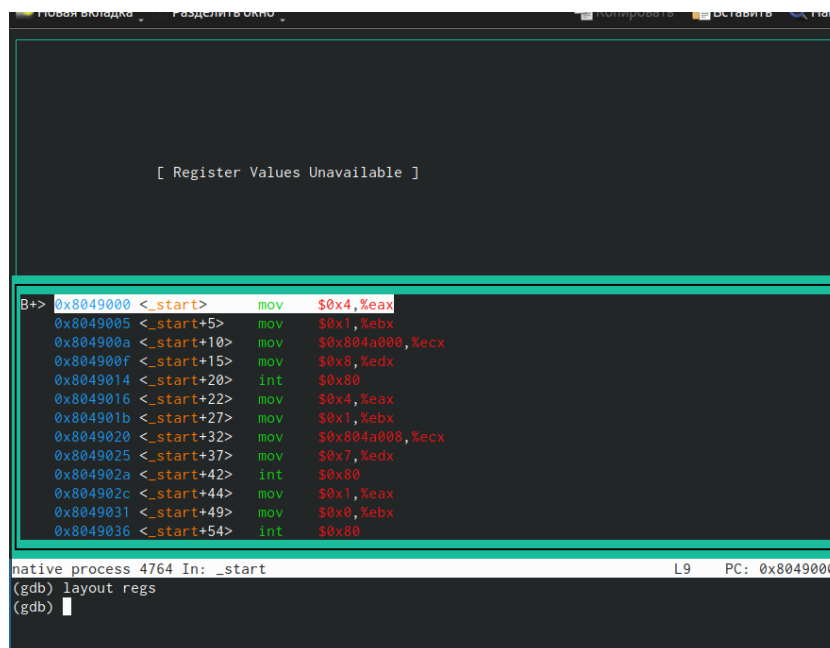 Новая вкладка Разделить окно Копировать Вставить
[ Register Values Unavailable ]
B+> 0x8049000 <_start> mov $0x4,%eax
0x8049005 <_start+5> mov $0x1,%ebx
0x804900a <_start+10> mov $0x804a000,%ecx
0x804900f <_start+15> mov $0x8,%edx
0x8049014 <_start+20> int $0x80
0x8049016 <_start+22> mov $0x4,%eax
0x804901b <_start+27> mov $0x1,%ebx
0x8049020 <_start+32> mov $0x804a008,%ecx
0x8049025 <_start+37> mov $0x7,%edx
0x804902a <_start+42> int $0x80
0x804902c <_start+44> mov $0x1,%eax
0x8049031 <_start+49> mov $0x0,%ebx
0x8049036 <_start+54> int $0x80
native process 4764 In: _start L9 PC: 0x8049000
(gdb) layout regs
(gdb)